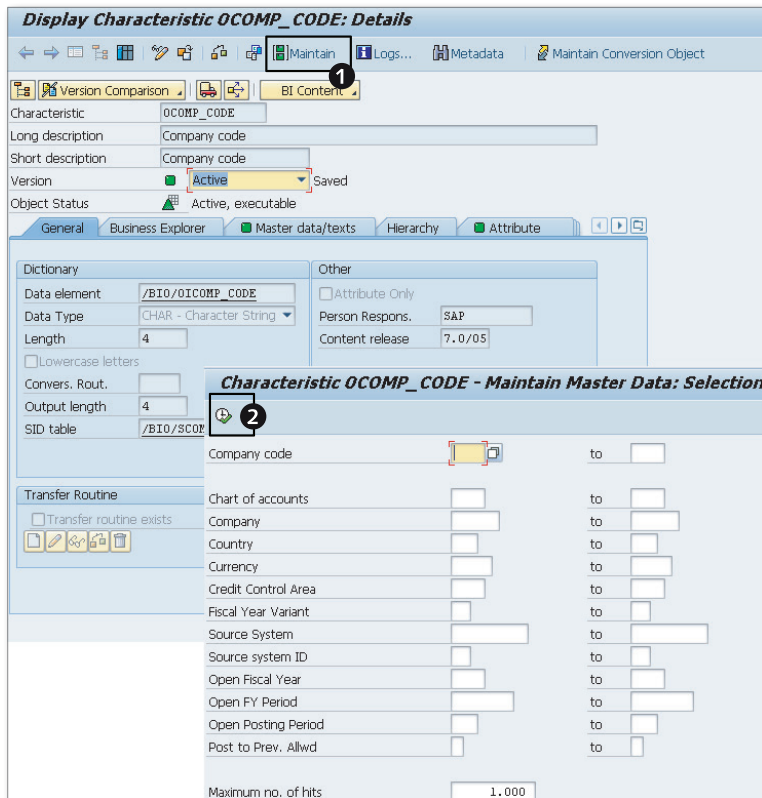 Display Characteristic 0COMP_CODE: Details
Maintain Logs... Metadata Maintain Conversion Object
1
Version Comparison BI Content
Characteristic 0COMP_CODE
Long description Company code
Short description Company code
Version Active Saved
Object Status Active, executable
General Business Explorer Master data/texts Hierarchy Attribute
Dictionary Other
Data element /BI0/OICOMP_CODE Attribute Only
Data Type CHAR - Character String Person Respons. SAP
Length 4 Content release 7.0/05
Lowercase letters
Convers. Rout.
Output length 4
SID table /BI0/SCOM
Transfer Routine
Transfer routine exists
Characteristic 0COMP_CODE - Maintain Master Data: Selection
2
Company code to
Chart of accounts to
Company to
Country to
Currency to
Credit Control Area to
Fiscal Year Variant to
Source System to
Source system ID to
Open Fiscal Year to
Open FY Period to
Open Posting Period to
Post to Prev. Allwd to
Maximum no. of hits 1.000